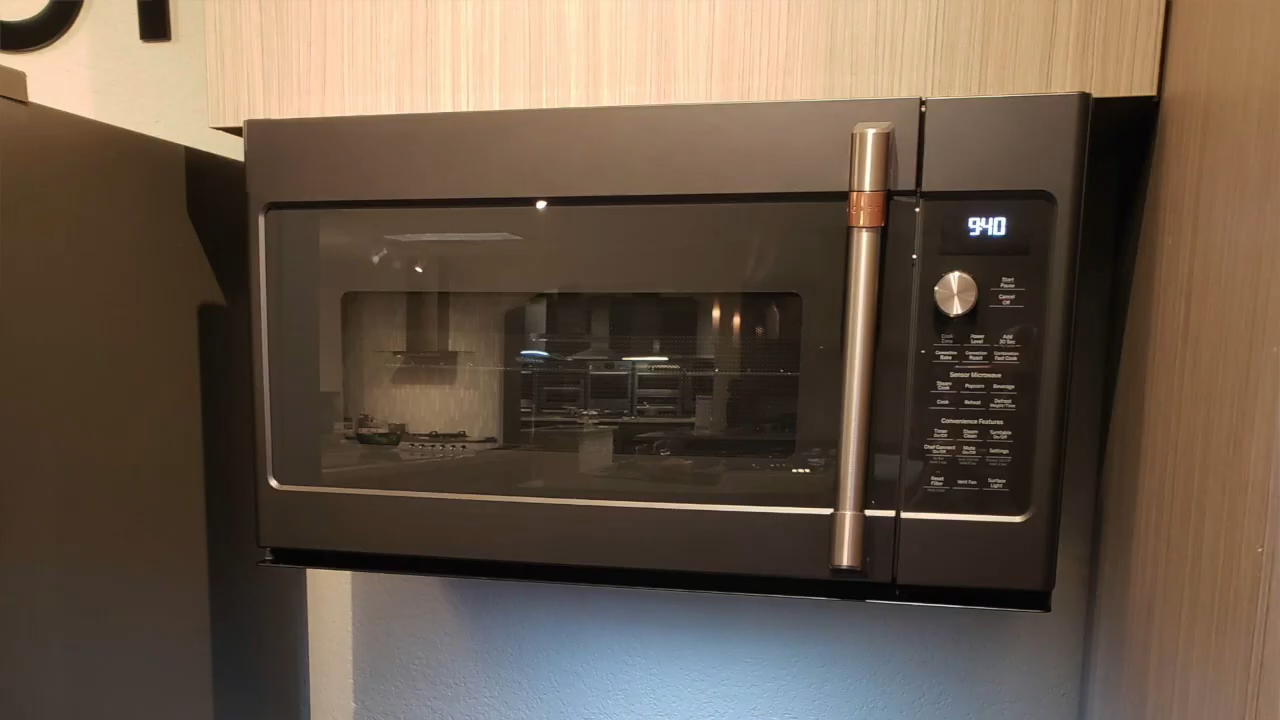 9:40
Start
Pause
Cancel
Off
Cook
Time
Power
Level
Add
30 Sec
Convection
Bake
Convection
Roast
Combination
Fast Cook
Sensor Microwave
Steam
Cook
Popcorn
Beverage
Cook
Reheat
Defrost
Weight/Time
Convenience Features
Timer
On/Off
Steam
Clean
Turntable
On/Off
Chef Connect
On/Off
Mute
On/Off
Settings
Reset
Filter
Vent Fan
Surface
Light